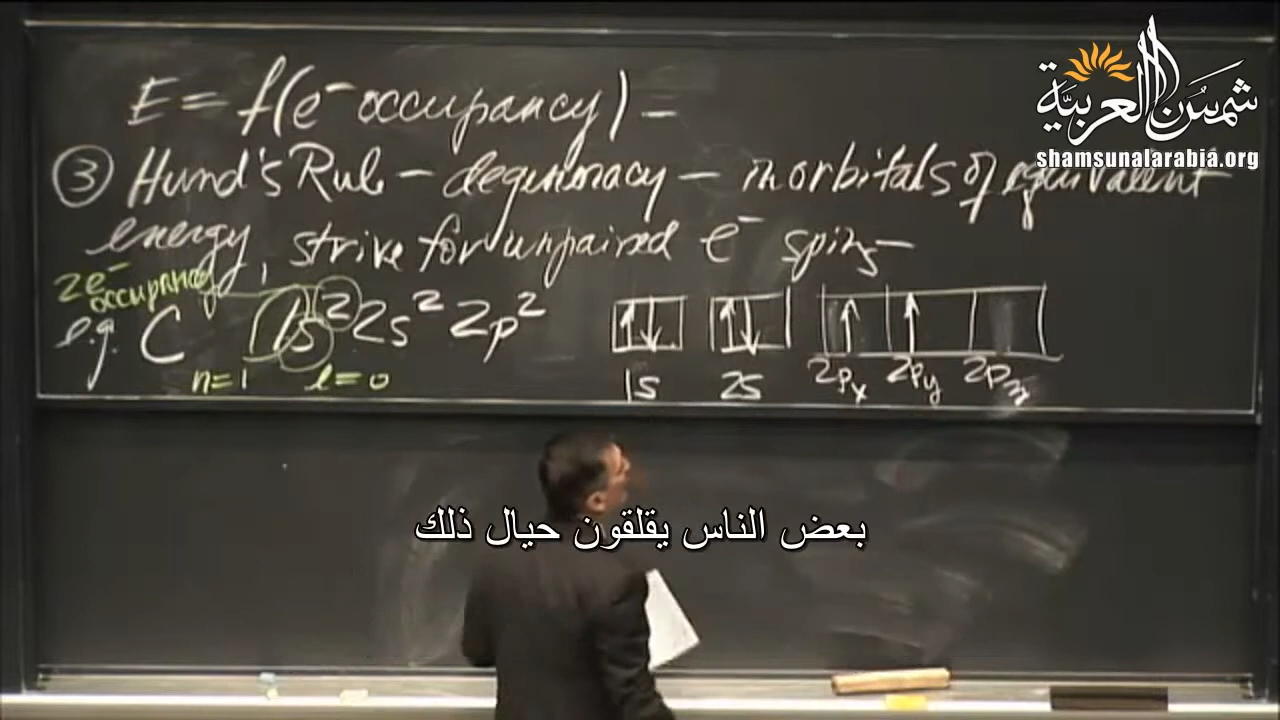 E = f(e⁻ occupancy) –
شمس العربية
shamsunalarabia.org
③ Hund's Rule – degeneracy – in orbitals of equivalent
energy, strive for unpaired e⁻ spins –
2e⁻ occupancy
e.g. C 1s² 2s² 2p²
n=1 l=0
1s 2s 2px 2py 2pz
بعض الناس يقلقون حيال ذلك